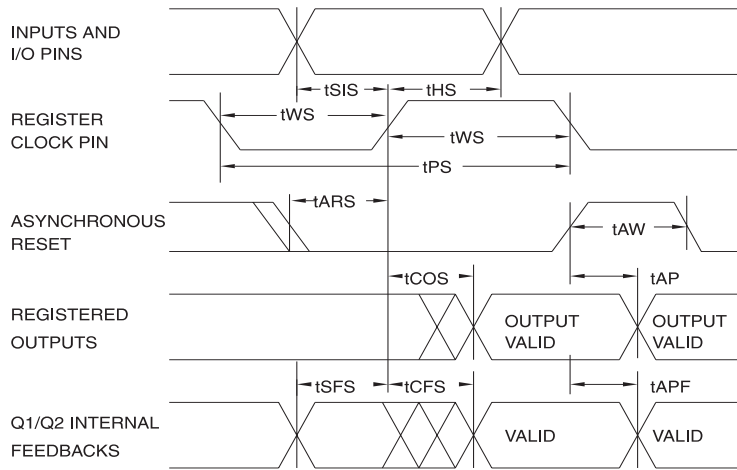 INPUTS AND
I/O PINS
tSIS
tHS
REGISTER
CLOCK PIN
tWS
tWS
tPS
ASYNCHRONOUS
RESET
tARS
tAW
REGISTERED
OUTPUTS
tCOS
tAP
OUTPUT
VALID
OUTPUT
VALID
Q1/Q2 INTERNAL
FEEDBACKS
tSFS
tCFS
tAPF
VALID
VALID